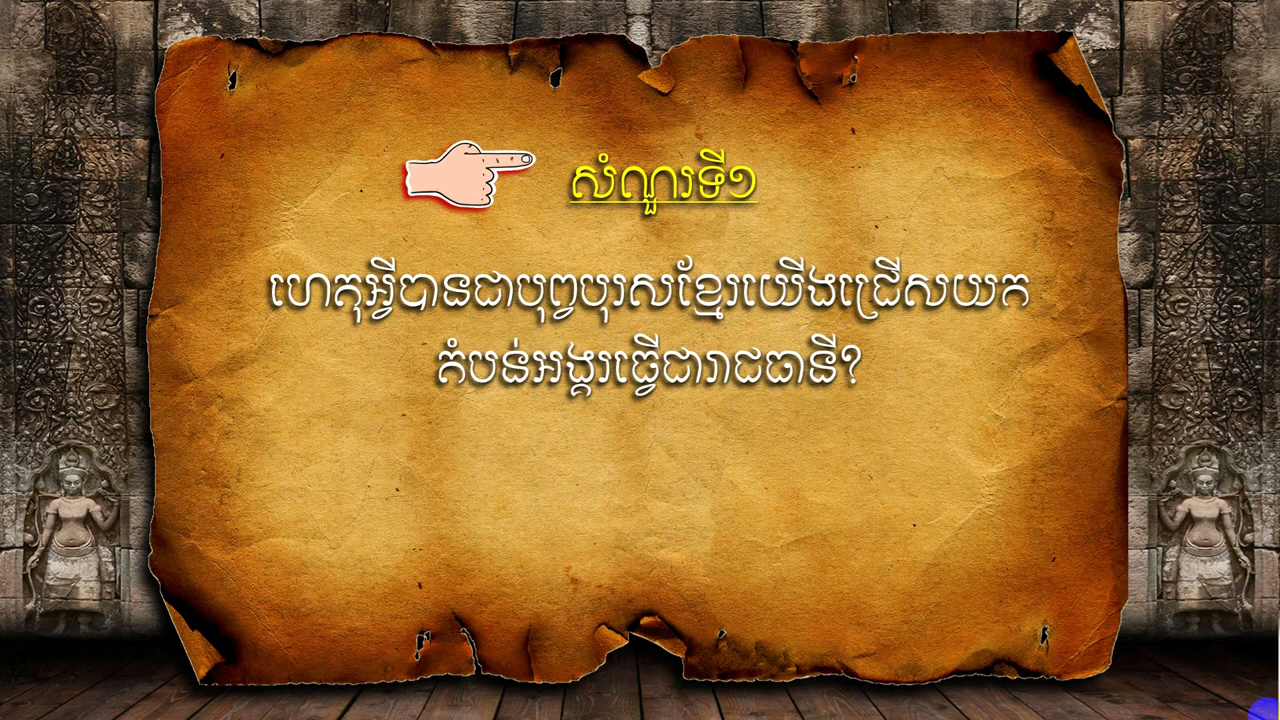 សំណួរទី១
ហេតុអ្វីបានជាបុព្វបុរសខ្មែរយើងជ្រើសយក
តំបន់អង្គរធ្វើជារាជធានី?